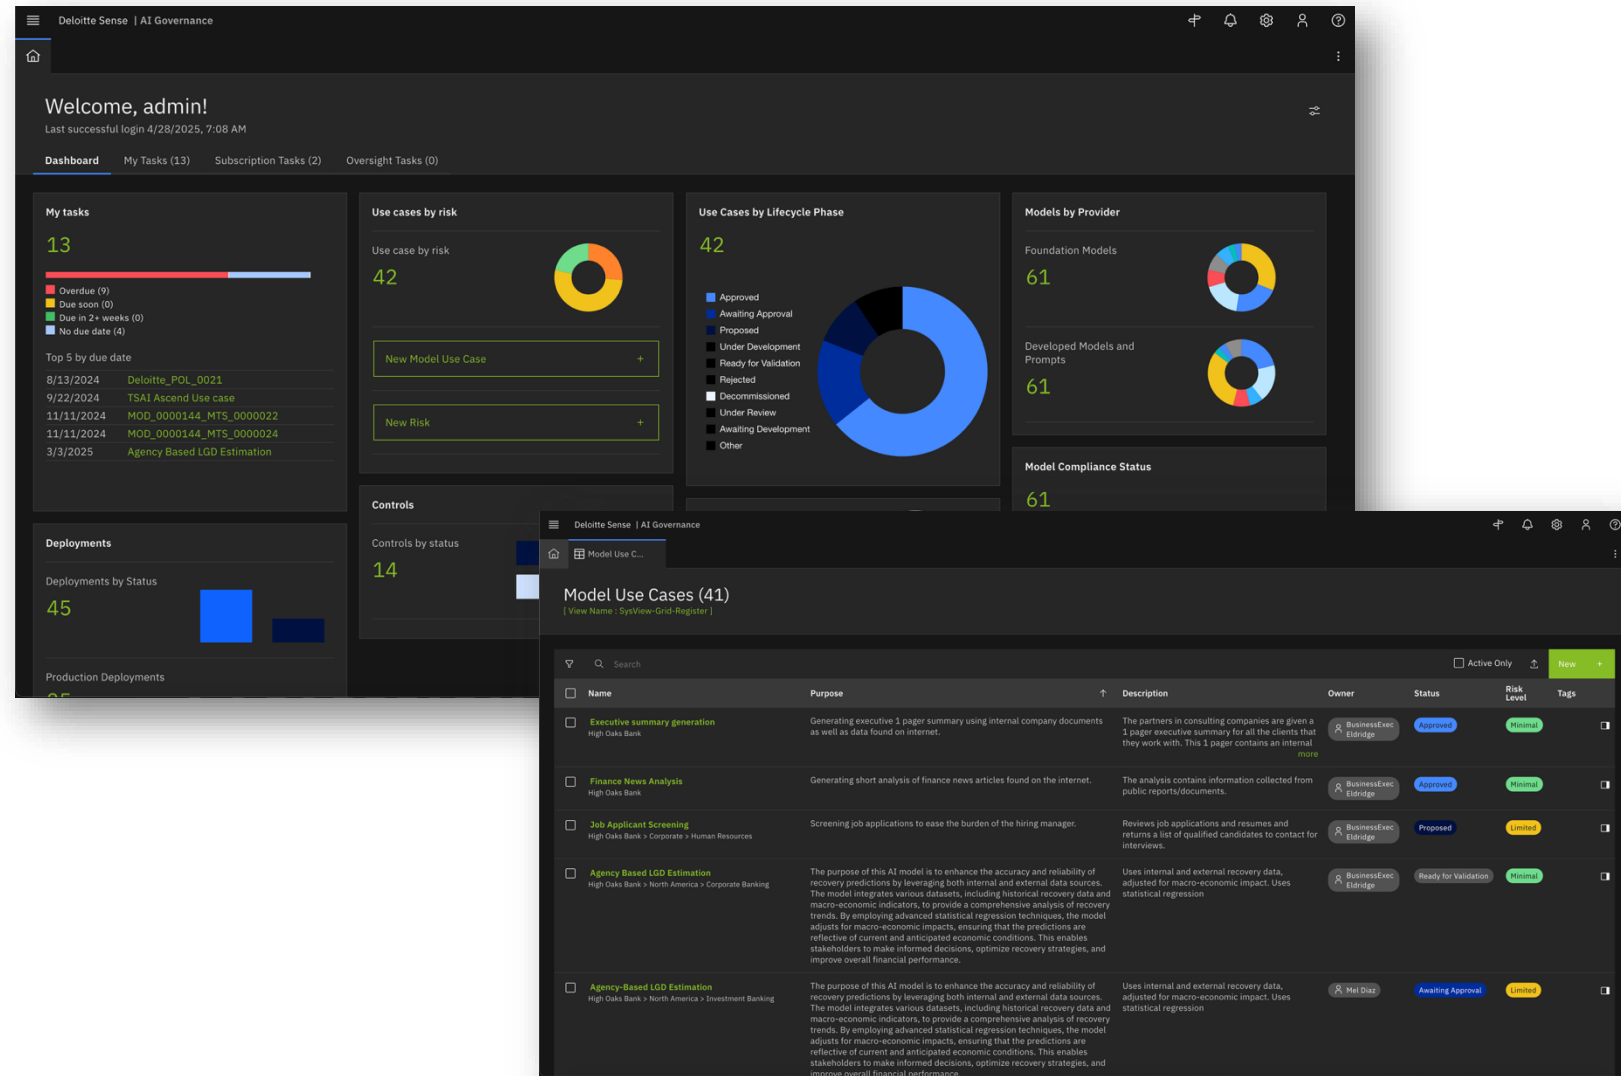 Deloitte Sense | AI Governance
Welcome, admin!
Last successful login 4/28/2025, 7:08 AM
Dashboard
My Tasks (13)
Subscription Tasks (2)
Oversight Tasks (0)
My tasks
13
Overdue (9)
Due soon (0)
Due in 2+ weeks (0)
No due date (4)
Top 5 by due date
8/13/2024 Deloitte_POL_0021
9/22/2024 TSAI Ascend Use case
11/11/2024 MOD_0000144_MTS_0000022
11/11/2024 MOD_0000144_MTS_0000024
3/3/2025 Agency Based LGD Estimation
Deployments
Deployments by Status
45
Production Deployments
Use cases by risk
Use case by risk
42
New Model Use Case +
New Risk +
Controls
Controls by status
14
Use Cases by Lifecycle Phase
42
Approved
Awaiting Approval
Proposed
Under Development
Ready for Validation
Rejected
Decommissioned
Under Review
Awaiting Development
Other
Models by Provider
Foundation Models
61
Developed Models and
Prompts
61
Model Compliance Status
61
Deloitte Sense | AI Governance
Model Use C...
Model Use Cases (41)
[ View Name : SysView-Grid-Register ]
Search
Active Only
New +
Name
Purpose
Description
Owner
Status
Risk
Level
Tags
Executive summary generation
High Oaks Bank
Generating executive 1 pager summary using internal company documents
as well as data found on internet.
The partners in consulting companies are given a
1 pager executive summary for all the clients that
they work with. This 1 pager contains an internal
more
BusinessExec
Eldridge
Approved
Minimal
Finance News Analysis
High Oaks Bank
Generating short analysis of finance news articles found on the internet.
The analysis contains information collected from
public reports/documents.
BusinessExec
Eldridge
Approved
Minimal
Job Applicant Screening
High Oaks Bank > Corporate > Human Resources
Screening job applications to ease the burden of the hiring manager.
Reviews job applications and resumes and
returns a list of qualified candidates to contact for
interviews.
BusinessExec
Eldridge
Proposed
Limited
Agency Based LGD Estimation
High Oaks Bank > North America > Corporate Banking
The purpose of this AI model is to enhance the accuracy and reliability of
recovery predictions by leveraging both internal and external data sources.
The model integrates various datasets, including historical recovery data and
macro-economic indicators, to provide a comprehensive analysis of recovery
trends. By employing advanced statistical regression techniques, the model
adjusts for macro-economic impacts, ensuring that the predictions are
reflective of current and anticipated economic conditions. This enables
stakeholders to make informed decisions, optimize recovery strategies, and
improve overall financial performance.
Uses internal and external recovery data,
adjusted for macro-economic impact. Uses
statistical regression
BusinessExec
Eldridge
Ready for Validation
Minimal
Agency-Based LGD Estimation
High Oaks Bank > North America > Investment Banking
The purpose of this AI model is to enhance the accuracy and reliability of
recovery predictions by leveraging both internal and external data sources.
The model integrates various datasets, including historical recovery data and
macro-economic indicators, to provide a comprehensive analysis of recovery
trends. By employing advanced statistical regression techniques, the model
adjusts for macro-economic impacts, ensuring that the predictions are
reflective of current and anticipated economic conditions. This enables
stakeholders to make informed decisions, optimize recovery strategies, and
improve overall financial performance.
Uses internal and external recovery data,
adjusted for macro-economic impact. Uses
statistical regression
Mel Diaz
Awaiting Approval
Limited